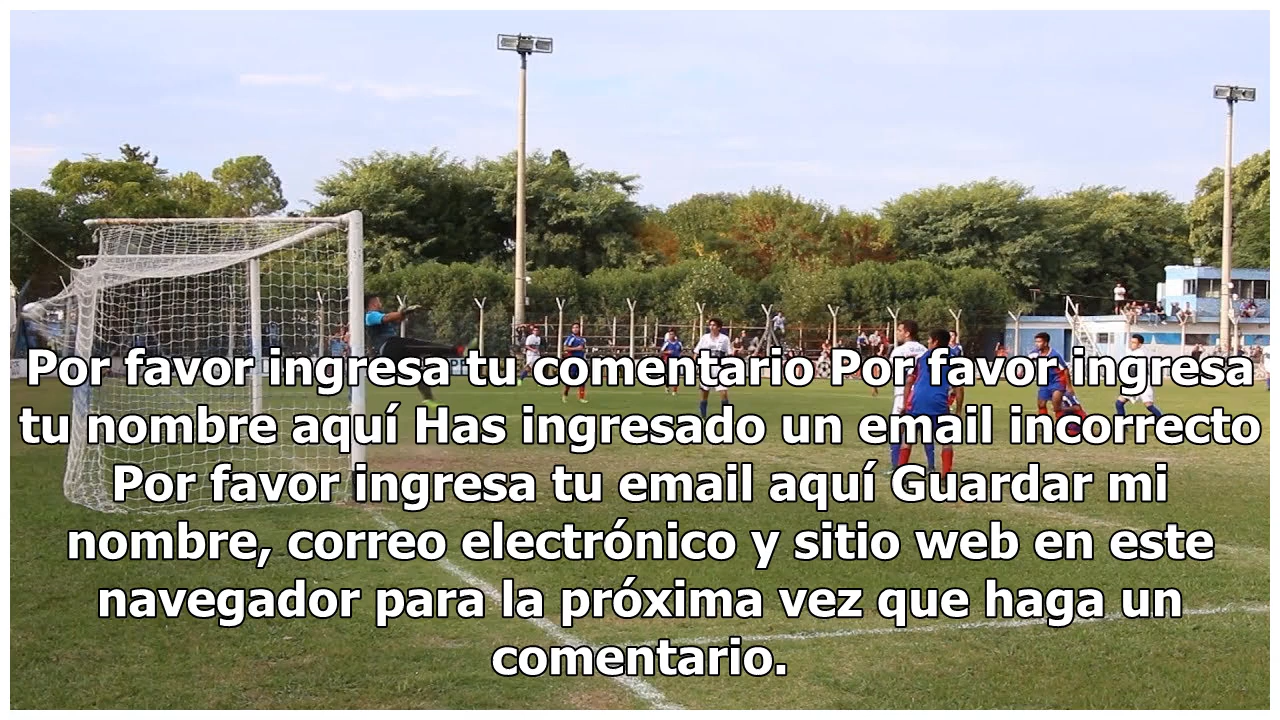 Por favor ingresa tu comentario Por favor ingresa
tu nombre aquí Has ingresado un email incorrecto
Por favor ingresa tu email aquí Guardar mi
nombre, correo electrónico y sitio web en este
navegador para la próxima vez que haga un
comentario.